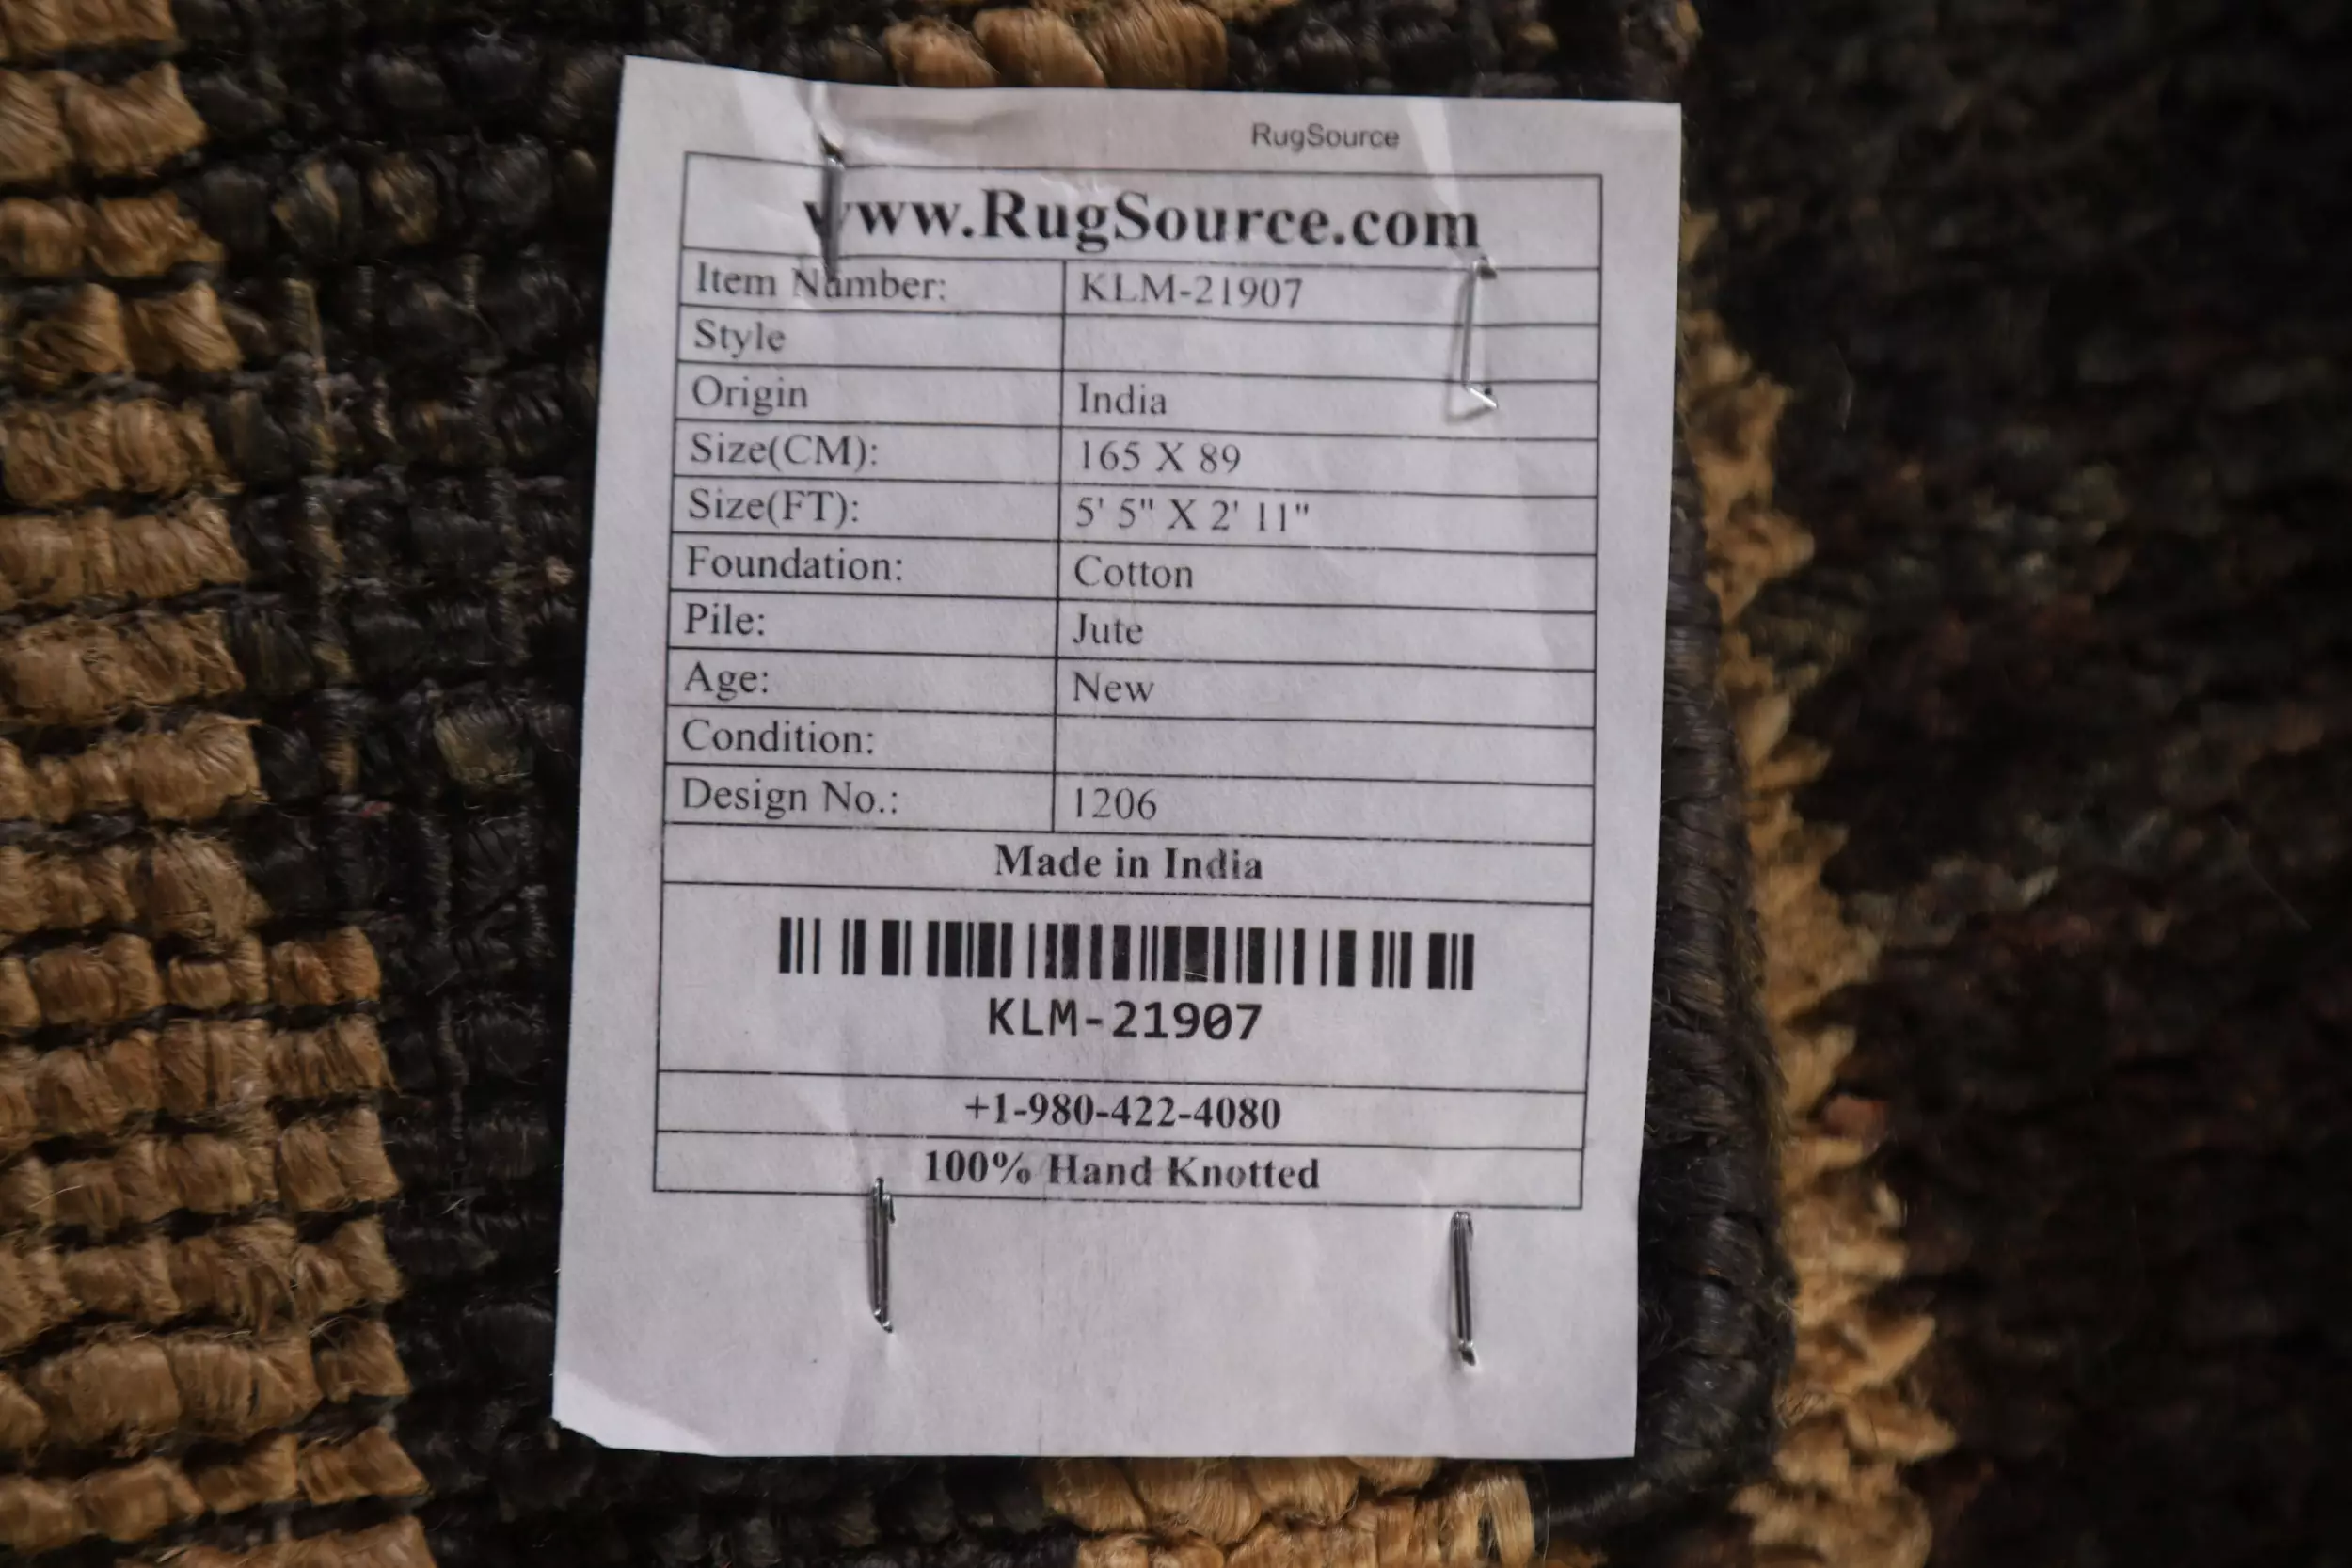 RugSource
www.RugSource.com
Item Number: KLM-21907
Style
Origin India
Size(CM): 165 X 89
Size(FT): 5' 5" X 2' 11"
Foundation: Cotton
Pile: Jute
Age: New
Condition:
Design No.: 1206
Made in India
KLM-21907
+1-980-422-4080
100% Hand Knotted